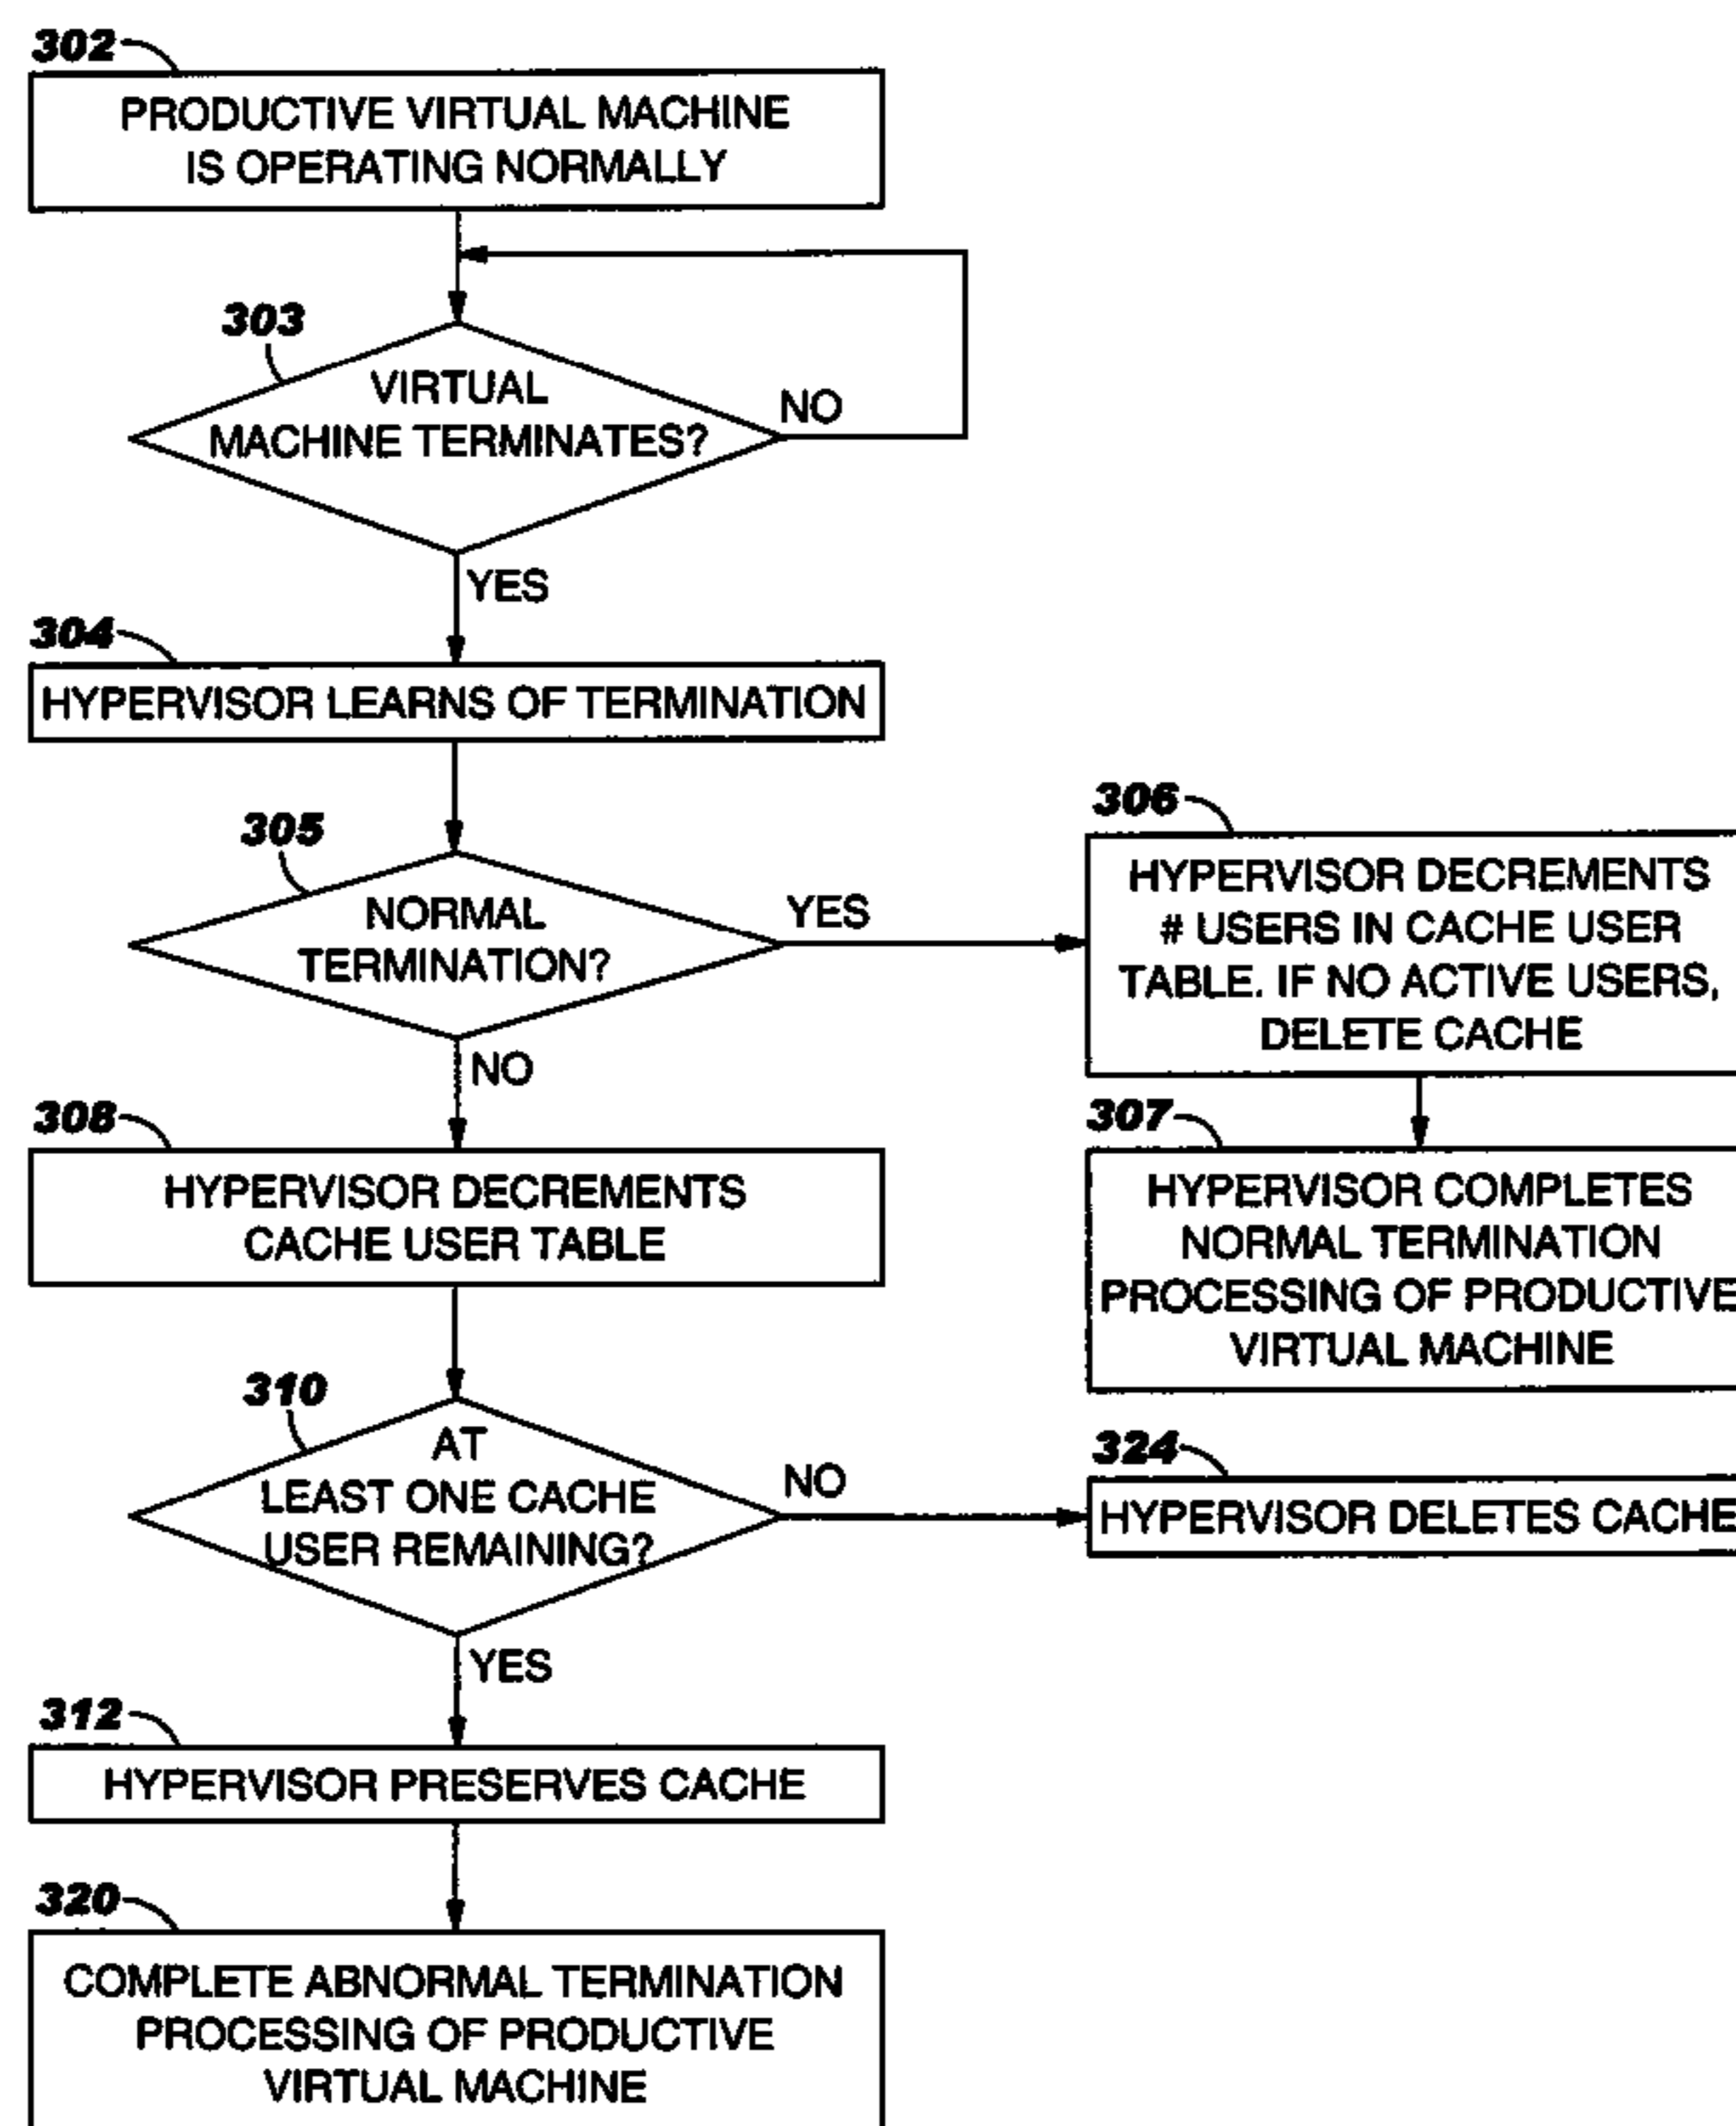 302
PRODUCTIVE VIRTUAL MACHINE
IS OPERATING NORMALLY
303
VIRTUAL
MACHINE TERMINATES?
NO
YES
304
HYPERVISOR LEARNS OF TERMINATION
305
NORMAL
TERMINATION?
YES
NO
306
HYPERVISOR DECREMENTS
# USERS IN CACHE USER
TABLE. IF NO ACTIVE USERS,
DELETE CACHE
307
HYPERVISOR COMPLETES
NORMAL TERMINATION
PROCESSING OF PRODUCTIVE
VIRTUAL MACHINE
308
HYPERVISOR DECREMENTS
CACHE USER TABLE
310
AT
LEAST ONE CACHE
USER REMAINING?
NO
YES
324
HYPERVISOR DELETES CACHE
312
HYPERVISOR PRESERVES CACHE
320
COMPLETE ABNORMAL TERMINATION
PROCESSING OF PRODUCTIVE
VIRTUAL MACHINE